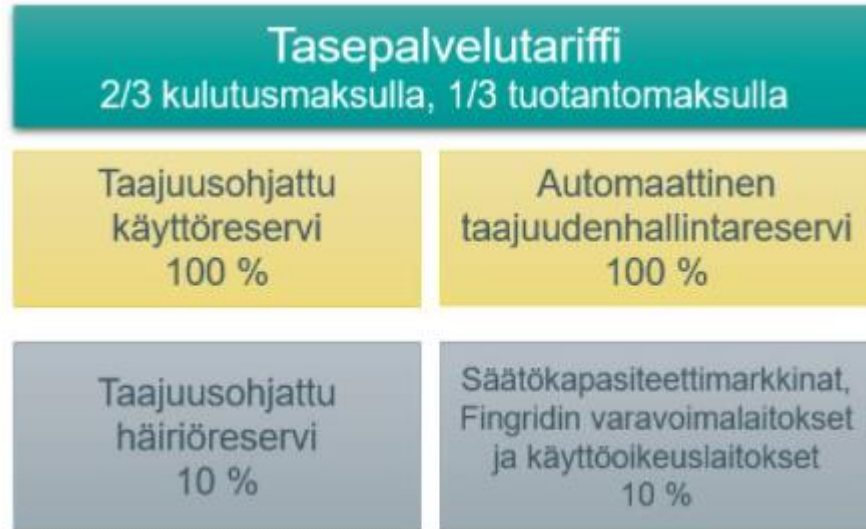 Tasepalvelutariffi
2/3 kulutusmaksulla, 1/3 tuotantomaksulla
Taajuusohjattu
käyttöreservi
100 %
Automaattinen
taajuudenhallintareservi
100 %
Taajuusohjattu
häiriöreservi
10 %
Säätökapasiteettimarkkinat,
Fingridin varavoimalaitokset
ja käyttöoikeuslaitokset
10 %